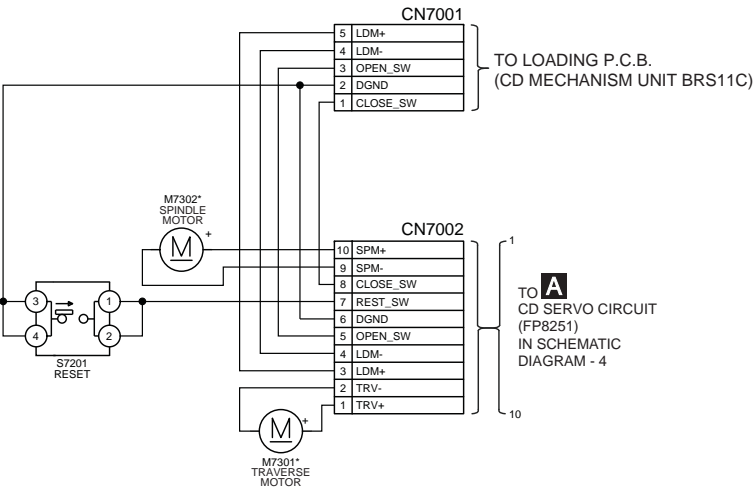 CN7001
5 LDM+
4 LDM-
3 OPEN_SW
2 DGND
1 CLOSE_SW
TO LOADING P.C.B.
(CD MECHANISM UNIT BRS11C)
M7302*
SPINDLE
MOTOR
M +
CN7002
10 SPM+
9 SPM-
8 CLOSE_SW
7 REST_SW
6 DGND
5 OPEN_SW
4 LDM-
3 LDM+
2 TRV-
1 TRV+
1
10
TO A
CD SERVO CIRCUIT
(FP8251)
IN SCHEMATIC
DIAGRAM - 4
3 1
4 2
S7201
RESET
M +
M7301*
TRAVERSE
MOTOR